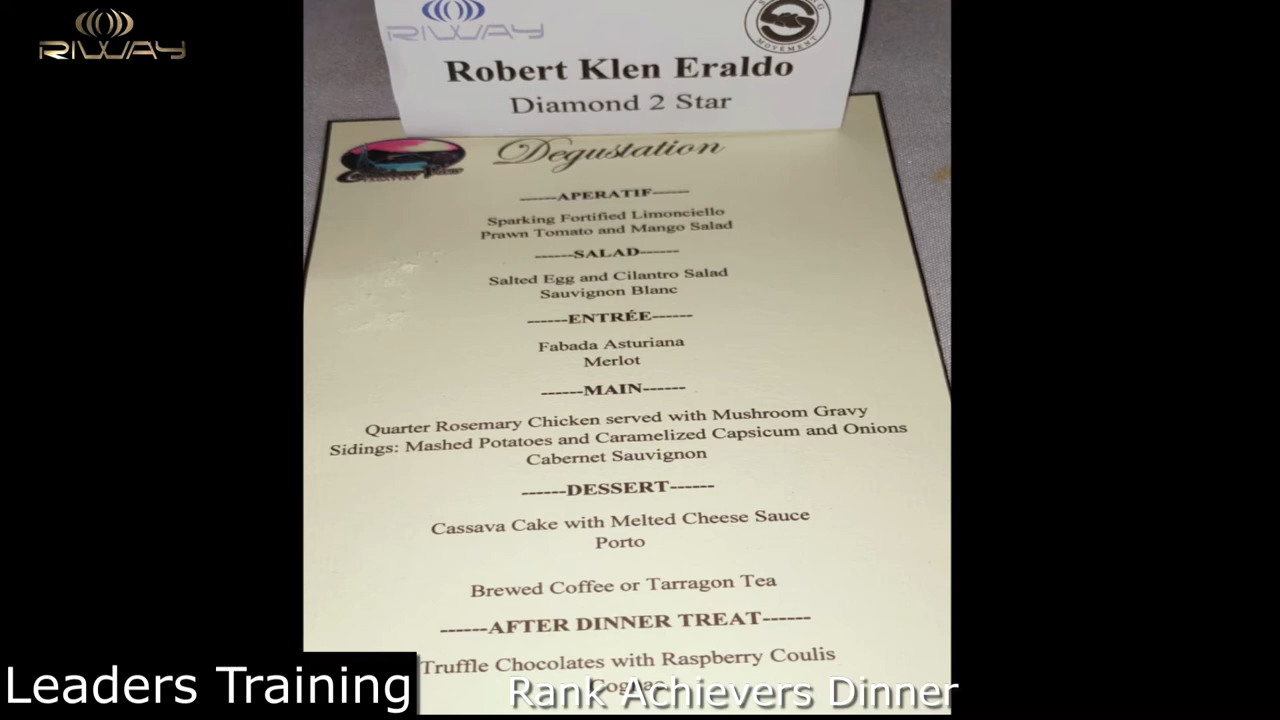 RIWAY
RIWAY
MOVEMENT
Robert Klen Eraldo
Diamond 2 Star
Degustation
------APERATIF------
Sparking Fortified Limonciello
Prawn Tomato and Mango Salad
------SALAD------
Salted Egg and Cilantro Salad
Sauvignon Blanc
------ENTRÉE------
Fabada Asturiana
Merlot
------MAIN------
Quarter Rosemary Chicken served with Mushroom Gravy
Sidings: Mashed Potatoes and Caramelized Capsicum and Onions
Cabernet Sauvignon
------DESSERT------
Cassava Cake with Melted Cheese Sauce
Porto
Brewed Coffee or Tarragon Tea
------AFTER DINNER TREAT------
Truffle Chocolates with Raspberry Coulis
Cognac
Leaders Training
Rank Achievers Dinner